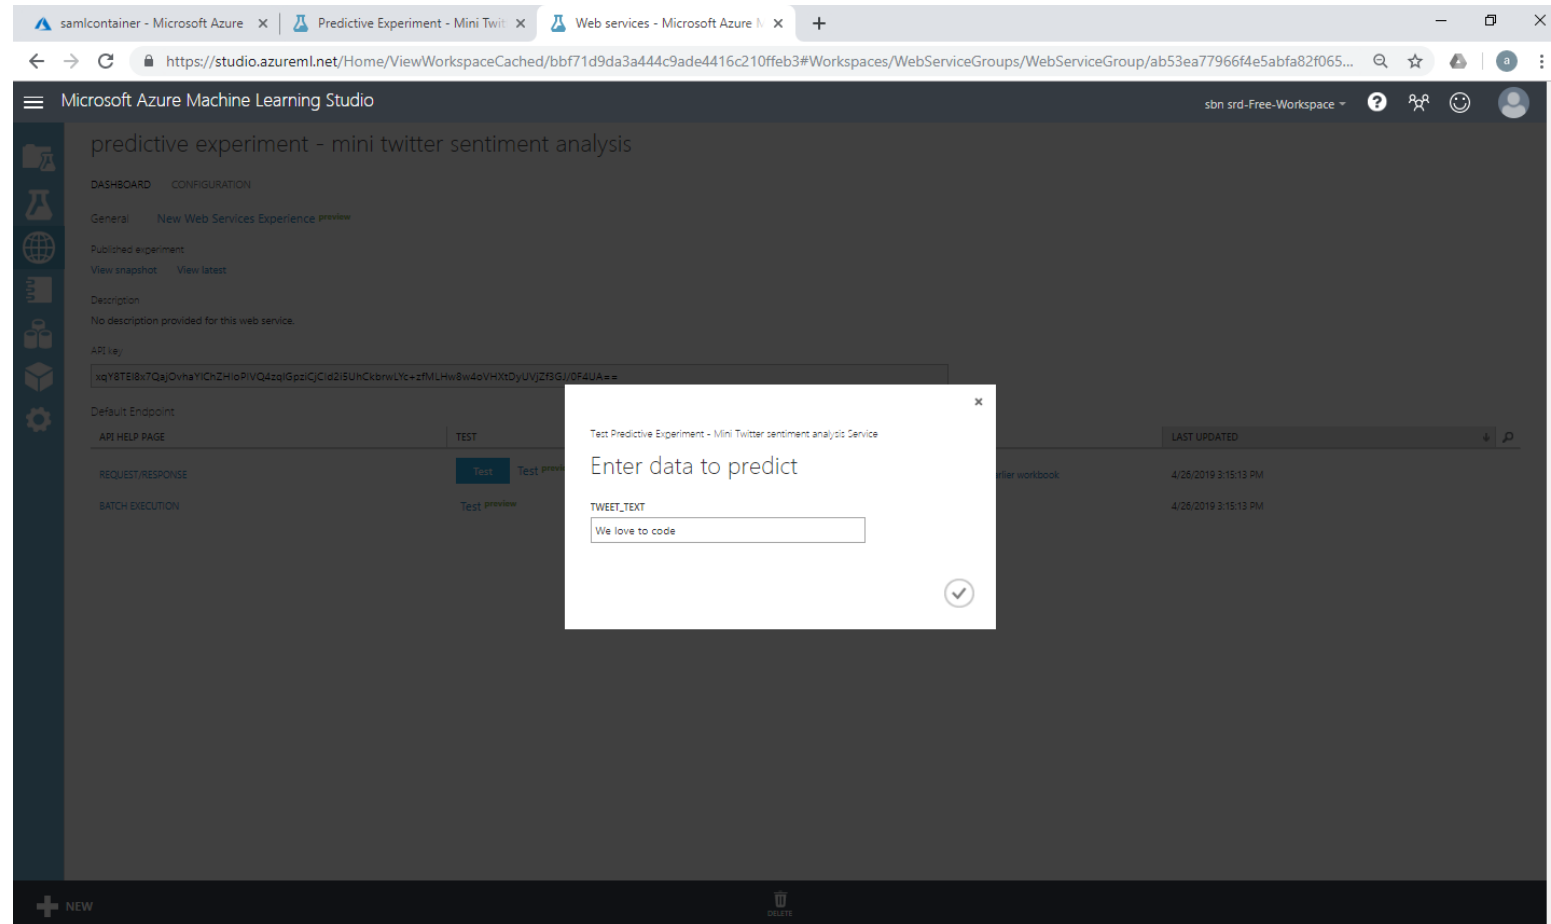 samlcontainer - Microsoft Azure
Predictive Experiment - Mini Twit
Web services - Microsoft Azure M
https://studio.azureml.net/Home/ViewWorkspaceCached/bbf71d9da3a444c9ade4416c210ffeb3#Workspaces/WebServiceGroups/WebServiceGroup/ab53ea77966f4e5abfa82f065...
a
Microsoft Azure Machine Learning Studio
sbn srd-Free-Workspace
predictive experiment - mini twitter sentiment analysis
DASHBOARD CONFIGURATION
General New Web Services Experience preview
Published experiment
View snapshot View latest
Description
No description provided for this web service.
API key
Default Endpoint
API HELP PAGE TEST LAST UPDATED
REQUEST/RESPONSE Test Test workbook 4/26/2019 3:15:13 PM
BATCH EXECUTION Test preview 4/26/2019 3:15:13 PM
Test Predictive Experiment - Mini Twitter sentiment analysis Service
Enter data to predict
TWEET_TEXT
We love to code
NEW
DELETE